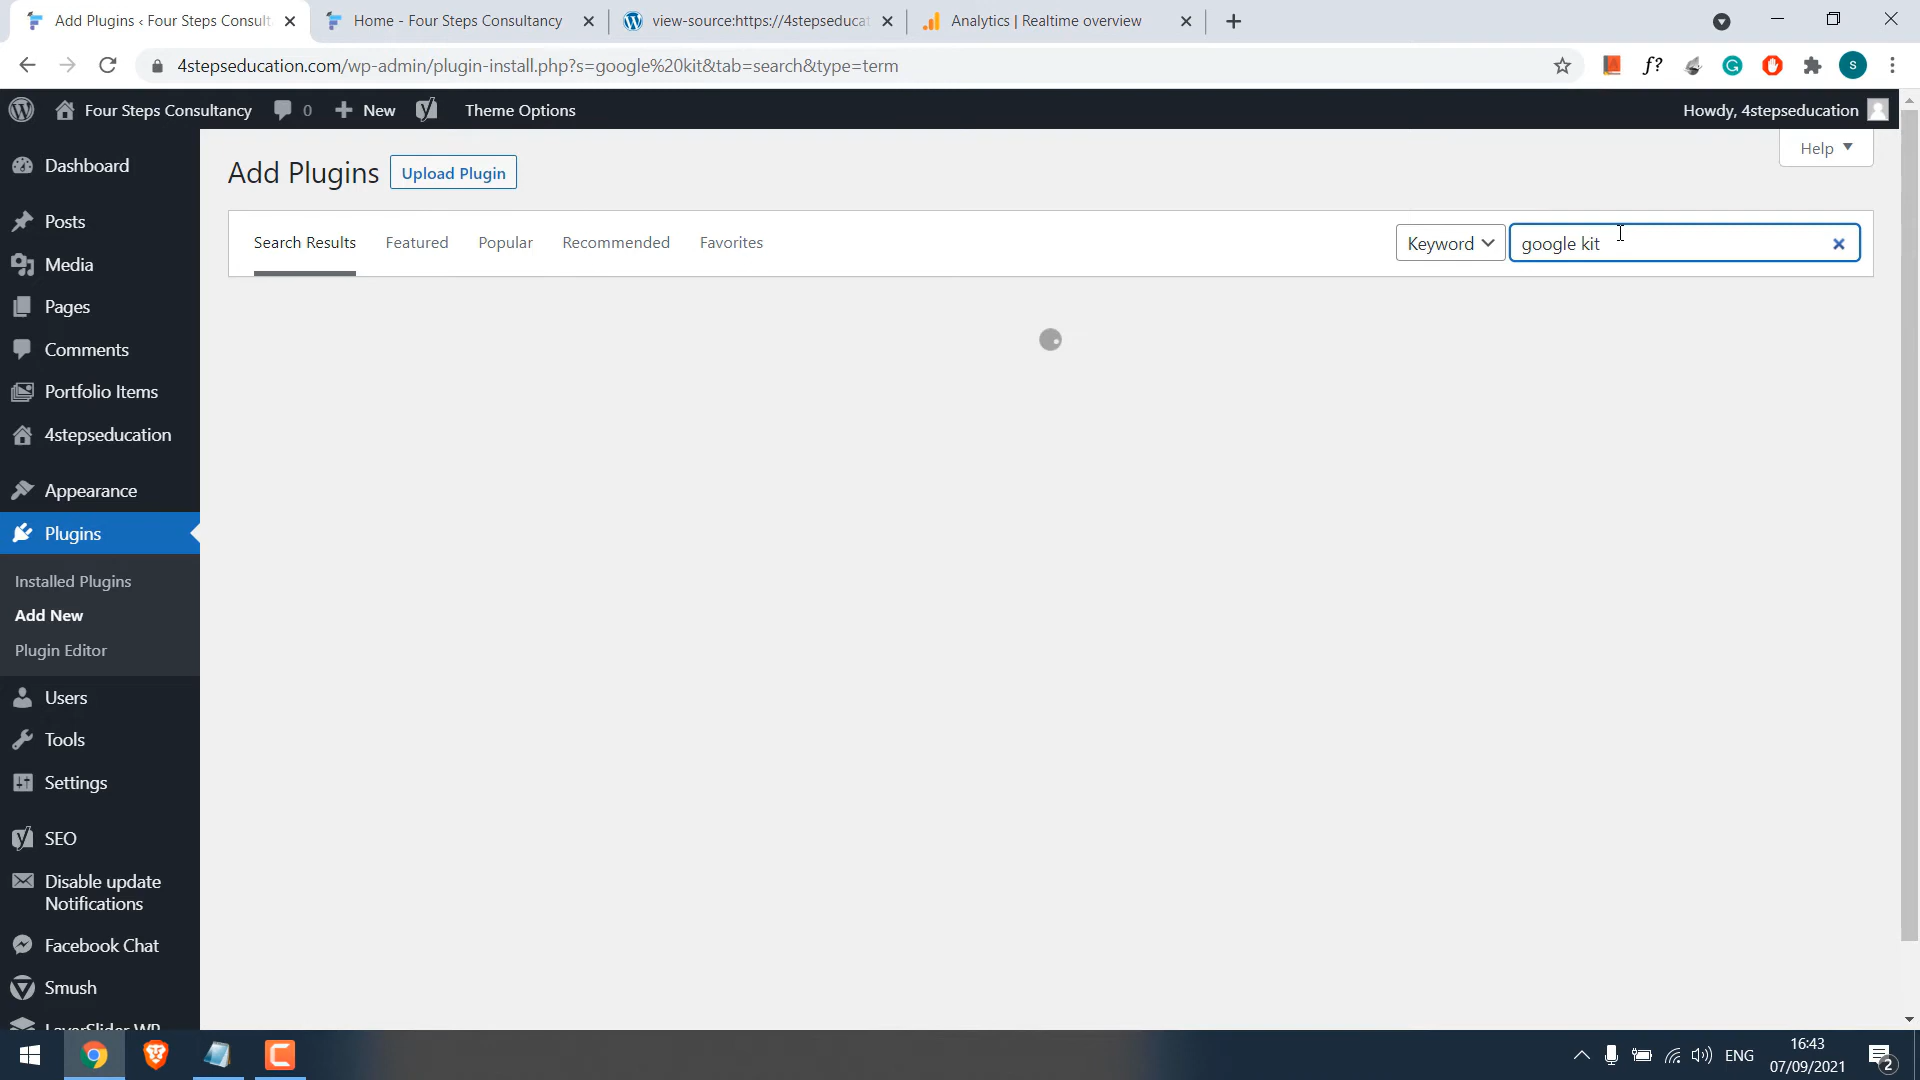 Add Plugins ‹ Four Steps Consult
Home - Four Steps Consultancy
view-source:https://4stepseducat
Analytics | Realtime overview
4stepseducation.com/wp-admin/plugin-install.php?s=google%20kit&tab=search&type=term
f?
S
Four Steps Consultancy
0
New
Theme Options
Howdy, 4stepseducation
Help
Add Plugins
Upload Plugin
Search Results
Featured
Popular
Recommended
Favorites
Keyword
google kit
Dashboard
Posts
Media
Pages
Comments
Portfolio Items
4stepseducation
Appearance
Plugins
Installed Plugins
Add New
Plugin Editor
Users
Tools
Settings
SEO
Disable update
Notifications
Facebook Chat
Smush
LayerSlider WP
ENG
16:43
07/09/2021
2